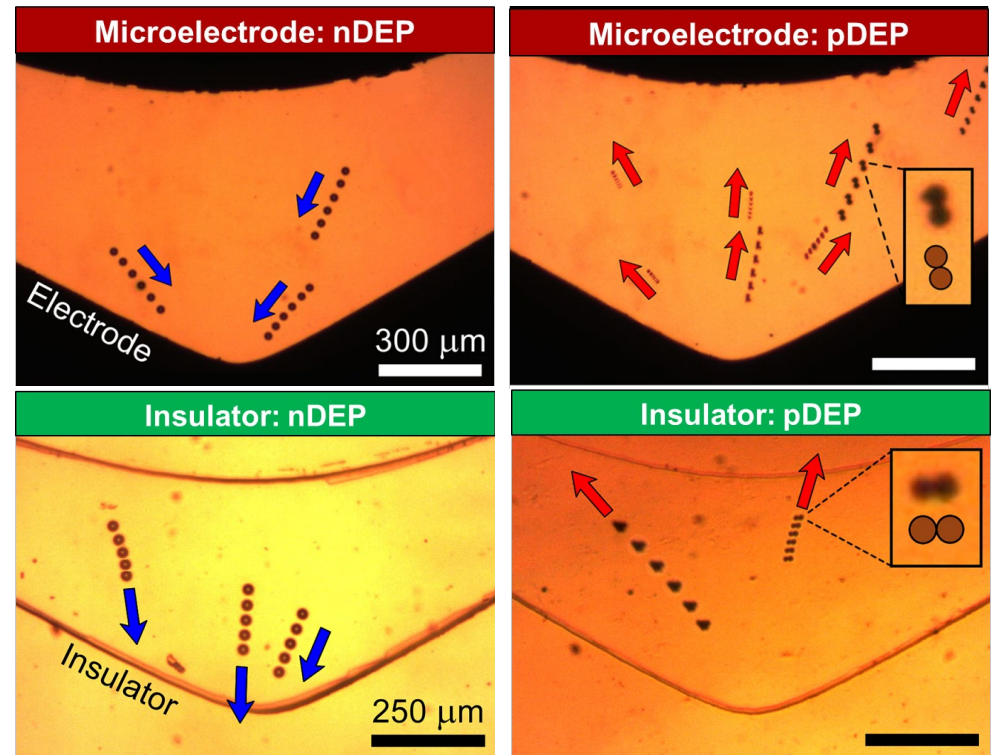 Microelectrode: nDEP
Microelectrode: pDEP
Electrode
300 μm
Insulator: nDEP
Insulator: pDEP
Insulator
250 μm